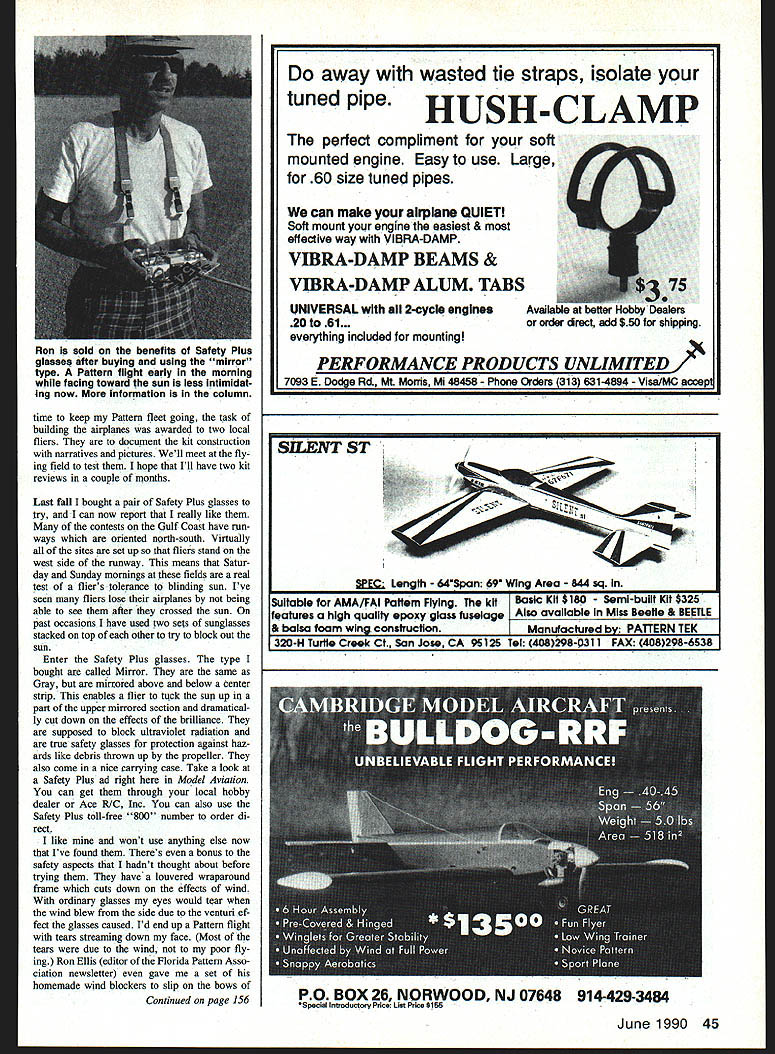 Ron is sold on the benefits of Safety Plus
glasses after buying and using the "mirror"
type. A Pattern flight early in the morning
while facing toward the sun is less intimidat-
ing now. More information is in the column.
time to keep my Pattern fleet going, the task of
building the airplanes was awarded to two local
fliers. They are to document the kit construction
with narratives and pictures. We'll meet at the fly-
ing field to test them. I hope that I'll have two kit
reviews in a couple of months.
Last fall I bought a pair of Safety Plus glasses to
try, and I can now report that I really like them.
Many of the contests on the Gulf Coast have run-
ways which are oriented north-south. Virtually
all of the sites are set up so that fliers stand on the
west side of the runway. This means that Satur-
day and Sunday mornings at these fields are a real
test of a flier's tolerance to blinding sun. I've
seen many fliers lose their airplanes by not being
able to see them after they crossed the sun. On
past occasions I have used two sets of sunglasses
stacked on top of each other to try to block out the
sun.
Enter the Safety Plus glasses. The type I
bought are called Mirror. They are the same as
Gray, but are mirrored above and below a center
strip. This enables a flier to tuck the sun up in a
part of the upper mirrored section and dramatical-
ly cut down on the effects of the brilliance. They
are supposed to block ultraviolet radiation and
are true safety glasses for protection against haz-
ards like debris thrown up by the propeller. They
also come in a nice carrying case. Take a look at
a Safety Plus ad right here in Model Aviation.
You can get them through your local hobby
dealer or Ace R/C, Inc. You can also use the
Safety Plus toll-free "800" number to order di-
rect.
I like mine and won't use anything else now
that I've found them. There's even a bonus to the
safety aspects that I hadn't thought about before
trying them. They have a louvered wraparound
frame which cuts down on the effects of wind.
With ordinary glasses my eyes would tear when
the wind blew from the side due to the venturi ef-
fect the glasses caused. I'd end up a Pattern flight
with tears streaming down my face. (Most of the
tears were due to the wind, not to my poor fly-
ing.) Ron Ellis (editor of the Florida Pattern Asso-
ciation newsletter) even gave me a set of his
homemade wind blockers to slip on the bows of
Continued on page 156
Do away with wasted tie straps, isolate your
tuned pipe. HUSH-CLAMP
The perfect compliment for your soft
mounted engine. Easy to use. Large,
for .60 size tuned pipes.
We can make your airplane QUIET!
Soft mount your engine the easiest & most
effective way with VIBRA-DAMP.
VIBRA-DAMP BEAMS &
VIBRA-DAMP ALUM. TABS
UNIVERSAL with all 2-cycle engines
.20 to .61...
everything included for mounting!
$3.75
Available at better Hobby Dealers
or order direct, add $.50 for shipping.
PERFORMANCE PRODUCTS UNLIMITED
7093 E. Dodge Rd., Mt. Morris, Mi 48458 - Phone Orders (313) 631-4894 - Visa/MC accept
SILENT ST
SILENT
SILENT ST
SPEC: Length - 64"Span: 69" Wing Area - 844 sq. in.
Suitable for AMA/FAI Pattern Flying. The kit
features a high quality epoxy glass fuselage
& balsa foam wing construction.
Basic Kit $180 - Semi-built Kit $325
Also available in Miss Beetle & BEETLE
Manufactured by: PATTERN TEK
320-H Turtle Creek Ct., San Jose, CA 95125 Tel: (408)298-0311 FAX: (408)298-6538
CAMBRIDGE MODEL AIRCRAFT presents...
the BULLDOG-RRF
UNBELIEVABLE FLIGHT PERFORMANCE!
Eng — .40-.45
Span — 56"
Weight — 5.0 lbs
Area — 518 in²
• 6 Hour Assembly
• Pre-Covered & Hinged
• Winglets for Greater Stability
• Unaffected by Wind at Full Power
• Snappy Aerobatics
*$135⁰⁰
GREAT
• Fun Flyer
• Low Wing Trainer
• Novice Pattern
• Sport Plane
P.O. BOX 26, NORWOOD, NJ 07648 914-429-3484
*Special Introductory Price: List Price $155
June 1990 45